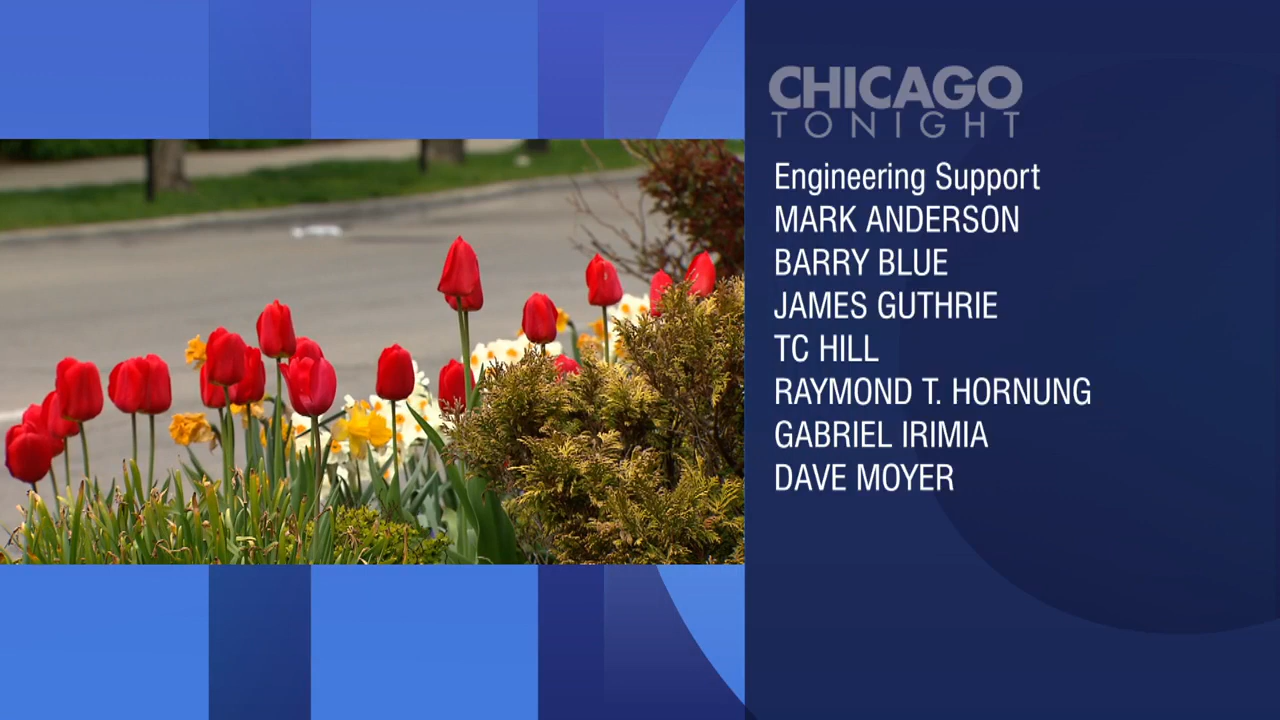 CHICAGO
TONIGHT
Engineering Support
MARK ANDERSON
BARRY BLUE
JAMES GUTHRIE
TC HILL
RAYMOND T. HORNUNG
GABRIEL IRIMIA
DAVE MOYER